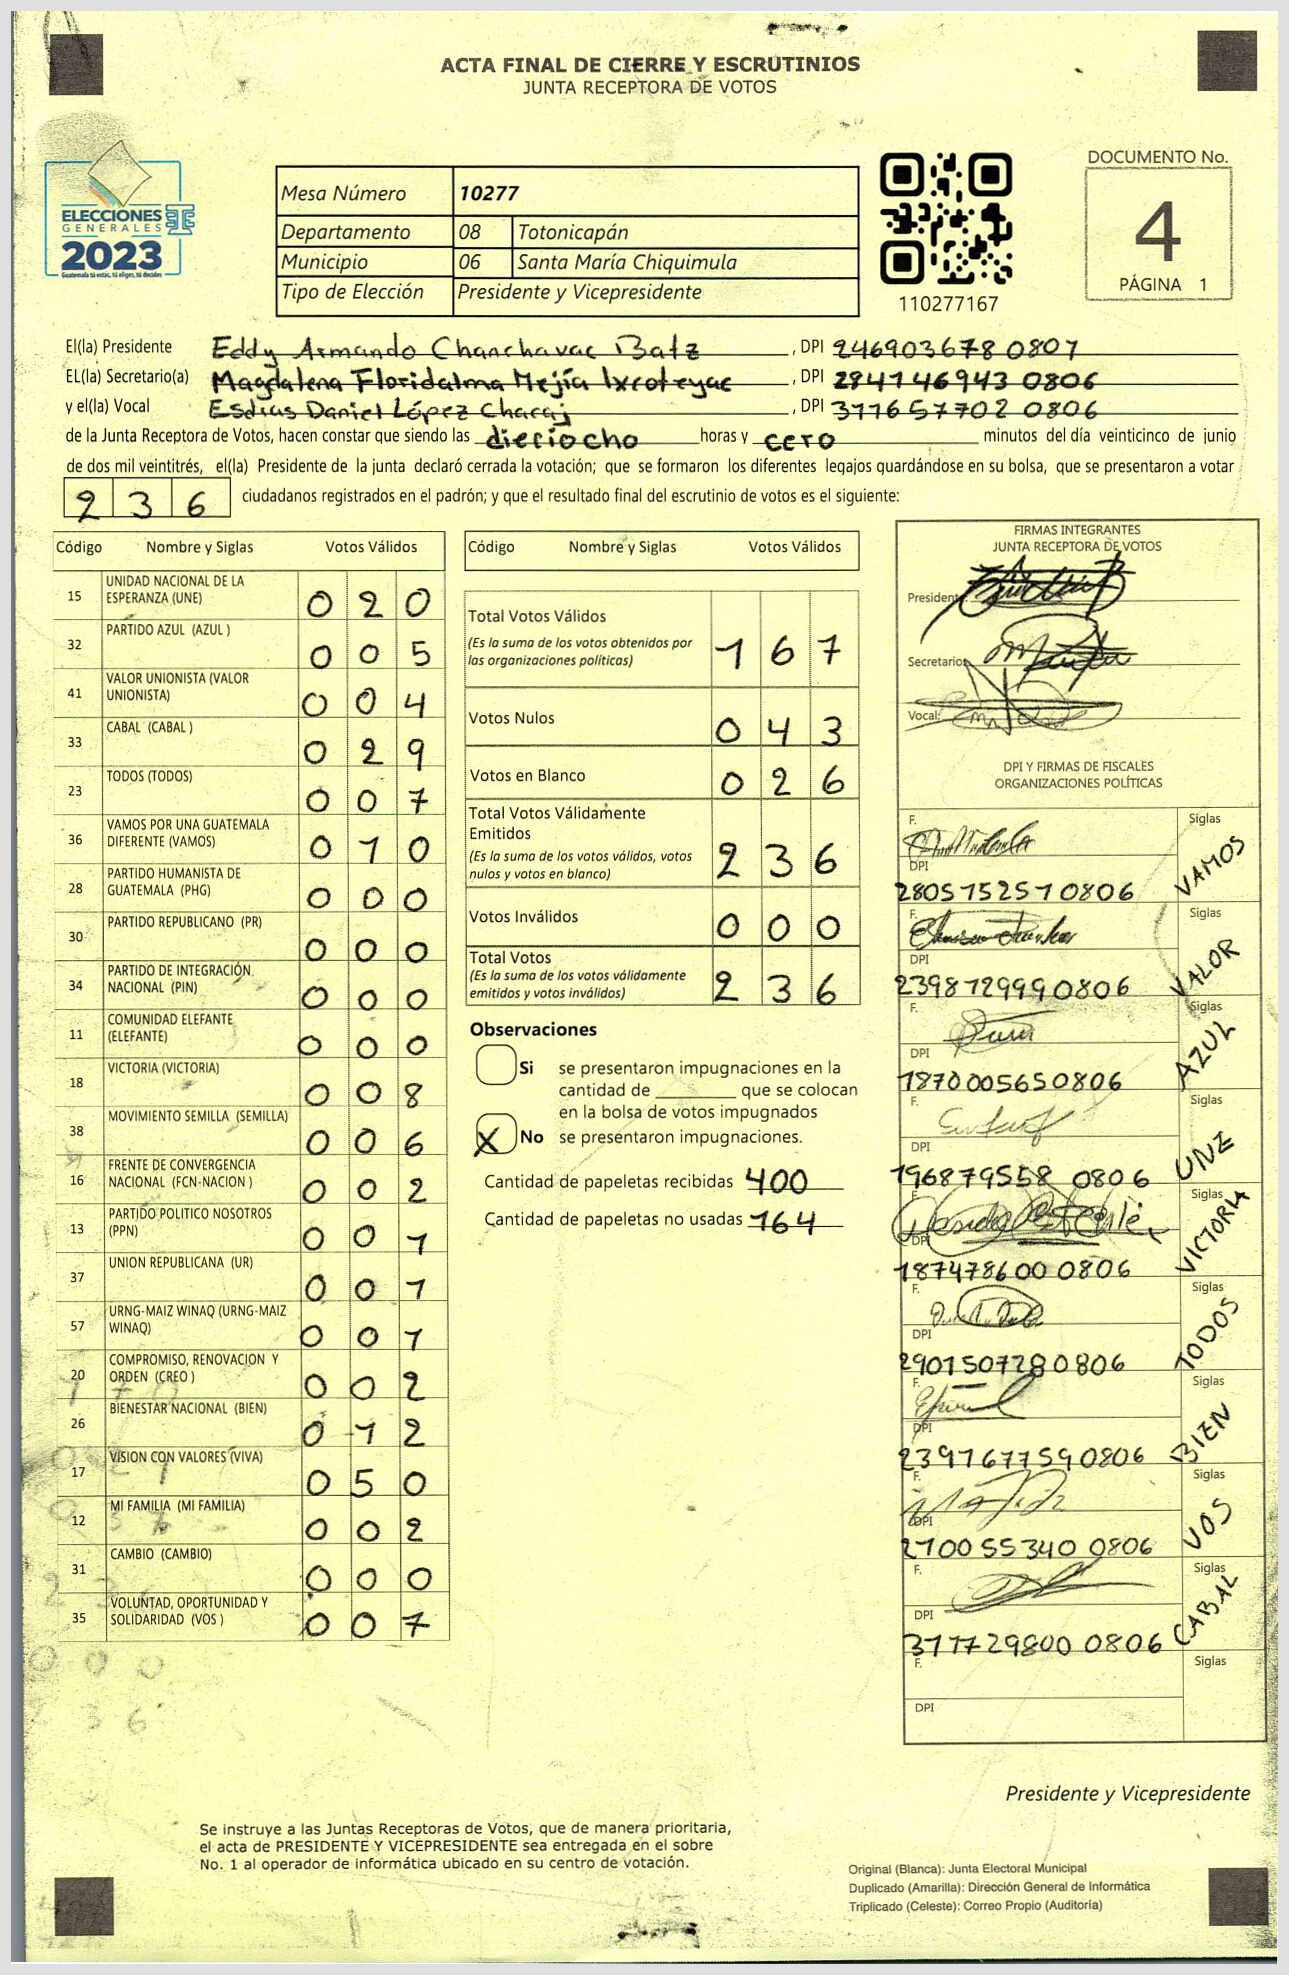 ACTA FINAL DE CIERRE Y ESCRUTINIOS
JUNTA RECEPTORA DE VOTOS
ELECCIONES
GENERALES
2023
Guatemala tú votas, tú eliges, tú decides
Mesa Número 10277
Departamento 08 Totonicapán
Municipio 06 Santa María Chiquimula
Tipo de Elección Presidente y Vicepresidente
110277167
DOCUMENTO No.
4
PÁGINA 1
El(la) Presidente Eddy Armando Chanchavac Batz , DPI 246903678 0807
EL(la) Secretario(a) Magdalena Floridalma Mejía Ixcoteyac , DPI 284146943 0806
y el(la) Vocal Esdias Daniel López Chacaj , DPI 311657702 0806
de la Junta Receptora de Votos, hacen constar que siendo las dieciocho horas y cero minutos del día veinticinco de junio
de dos mil veintitrés, el(la) Presidente de la junta declaró cerrada la votación; que se formaron los diferentes legajos guardándose en su bolsa, que se presentaron a votar
236 ciudadanos registrados en el padrón; y que el resultado final del escrutinio de votos es el siguiente:
Código Nombre y Siglas Votos Válidos
15 UNIDAD NACIONAL DE LA ESPERANZA (UNE) 0 2 0
32 PARTIDO AZUL (AZUL ) 0 0 5
41 VALOR UNIONISTA (VALOR UNIONISTA) 0 0 4
33 CABAL (CABAL ) 0 2 9
23 TODOS (TODOS) 0 0 7
36 VAMOS POR UNA GUATEMALA DIFERENTE (VAMOS) 0 1 0
28 PARTIDO HUMANISTA DE GUATEMALA (PHG) 0 0 0
30 PARTIDO REPUBLICANO (PR) 0 0 0
34 PARTIDO DE INTEGRACIÓN NACIONAL (PIN) 0 0 0
11 COMUNIDAD ELEFANTE (ELEFANTE) 0 0 0
18 VICTORIA (VICTORIA) 0 0 8
38 MOVIMIENTO SEMILLA (SEMILLA) 0 0 6
16 FRENTE DE CONVERGENCIA NACIONAL (FCN-NACION ) 0 0 2
13 PARTIDO POLITICO NOSOTROS (PPN) 0 0 1
37 UNION REPUBLICANA (UR) 0 0 1
57 URNG-MAIZ WINAQ (URNG-MAIZ WINAQ) 0 0 1
20 COMPROMISO, RENOVACION Y ORDEN (CREO ) 0 0 2
26 BIENESTAR NACIONAL (BIEN) 0 1 2
17 VISION CON VALORES (VIVA) 0 5 0
12 MI FAMILIA (MI FAMILIA) 0 0 2
31 CAMBIO (CAMBIO) 0 0 0
35 VOLUNTAD, OPORTUNIDAD Y SOLIDARIDAD (VOS ) 0 0 7
Código Nombre y Siglas Votos Válidos
Total Votos Válidos 1 6 7
(Es la suma de los votos obtenidos por
las organizaciones políticas)
Votos Nulos 0 4 3
Votos en Blanco 0 2 6
Total Votos Válidamente
Emitidos 2 3 6
(Es la suma de los votos válidos, votos
nulos y votos en blanco)
Votos Inválidos 0 0 0
Total Votos 2 3 6
(Es la suma de los votos válidamente
emitidos y votos inválidos)
Observaciones
Si se presentaron impugnaciones en la
cantidad de ________ que se colocan
en la bolsa de votos impugnados
X No se presentaron impugnaciones.
Cantidad de papeletas recibidas 400
Cantidad de papeletas no usadas 164
FIRMAS INTEGRANTES
JUNTA RECEPTORA DE VOTOS
Presidente:
Secretario:
Vocal:
DPI Y FIRMAS DE FISCALES
ORGANIZACIONES POLÍTICAS
F. Siglas VAMOS
DPI
280515251 0806
F. Siglas VALOR
DPI
239812999 0806
F. Siglas AZUL
DPI
187000565 0806
F. Siglas UNE
DPI
196879558 0806
F. Siglas VICTORIA
DPI
187478600 0806
F. Siglas TODOS
DPI
290150728 0806
F. Siglas BIEN
DPI
239767759 0806
F. Siglas VOS
DPI
270055340 0806
F. Siglas CABAL
DPI
311729800 0806
F. Siglas
DPI
Presidente y Vicepresidente
Se instruye a las Juntas Receptoras de Votos, que de manera prioritaria,
el acta de PRESIDENTE Y VICEPRESIDENTE sea entregada en el sobre
No. 1 al operador de informática ubicado en su centro de votación.
Original (Blanca): Junta Electoral Municipal
Duplicado (Amarilla): Dirección General de Informática
Triplicado (Celeste): Correo Propio (Auditoría)